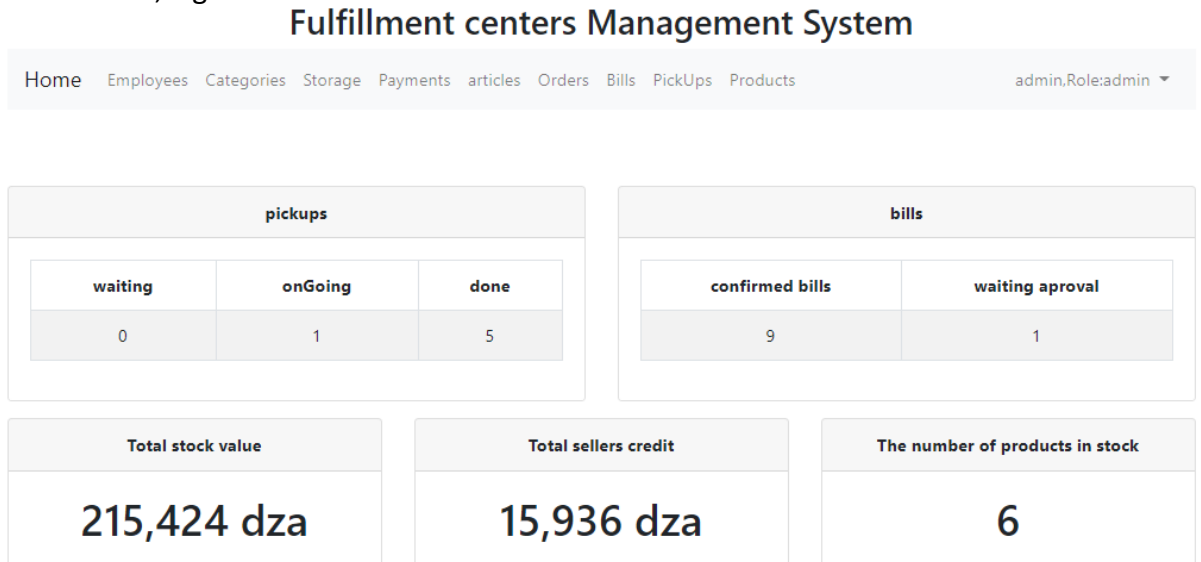 Fulfillment centers Management System
Home Employees Categories Storage Payments articles Orders Bills PickUps Products admin,Role:admin
pickups
waiting onGoing done
0 1 5
bills
confirmed bills waiting aproval
9 1
Total stock value
215,424 dza
Total sellers credit
15,936 dza
The number of products in stock
6